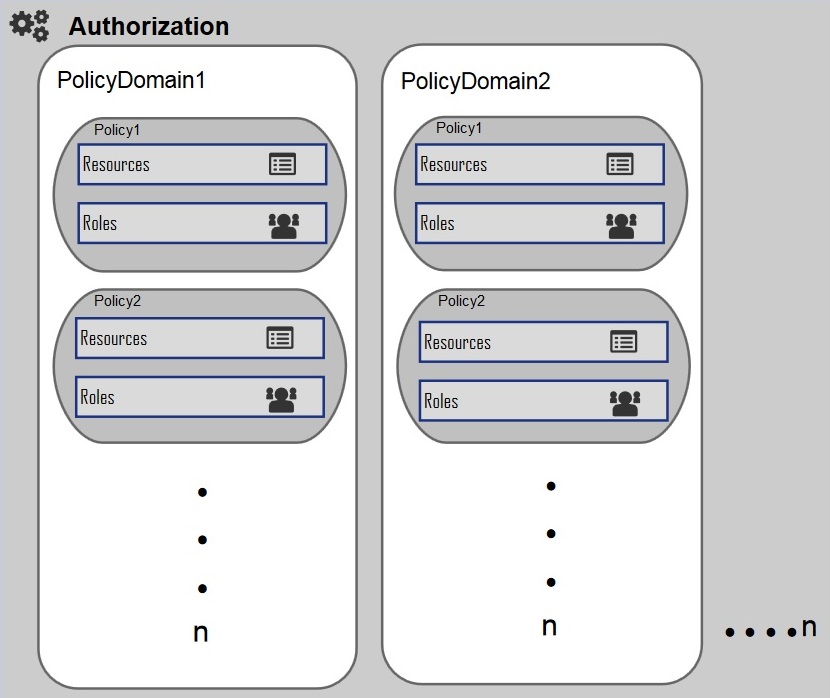 Authorization
PolicyDomain1
Policy1
Resources
Roles
Policy2
Resources
Roles
n
PolicyDomain2
Policy1
Resources
Roles
Policy2
Resources
Roles
n
....n